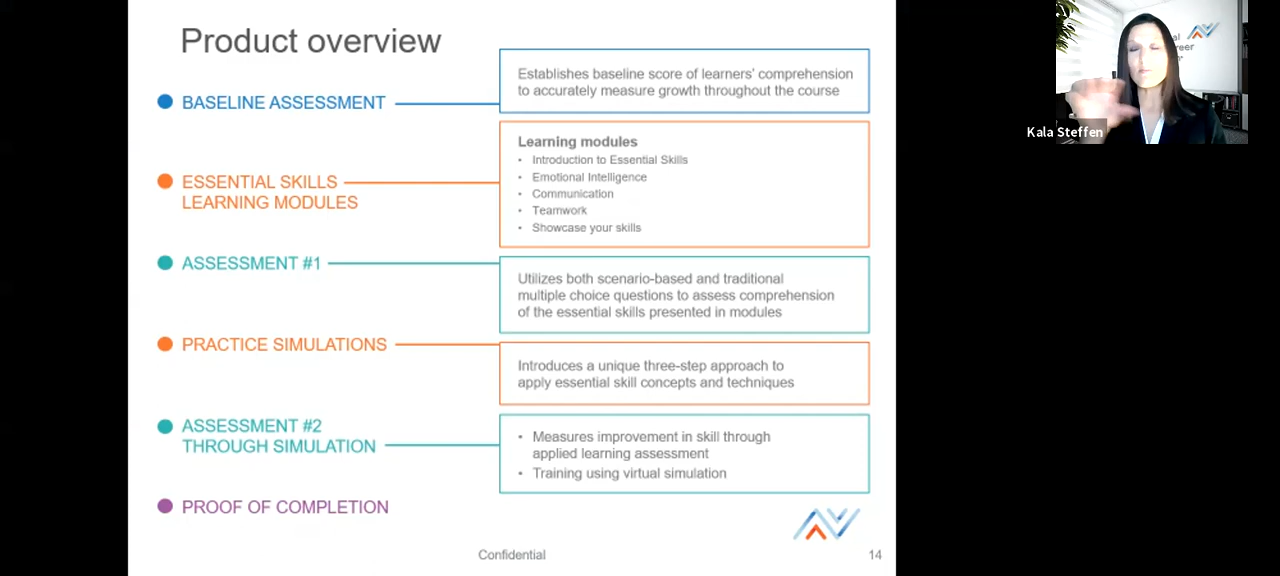 Product overview
BASELINE ASSESSMENT
Establishes baseline score of learners' comprehension
to accurately measure growth throughout the course
ESSENTIAL SKILLS
LEARNING MODULES
Learning modules
• Introduction to Essential Skills
• Emotional Intelligence
• Communication
• Teamwork
• Showcase your skills
ASSESSMENT #1
Utilizes both scenario-based and traditional
multiple choice questions to assess comprehension
of the essential skills presented in modules
PRACTICE SIMULATIONS
Introduces a unique three-step approach to
apply essential skill concepts and techniques
ASSESSMENT #2
THROUGH SIMULATION
• Measures improvement in skill through
applied learning assessment
• Training using virtual simulation
PROOF OF COMPLETION
Confidential
14
Kala Steffen